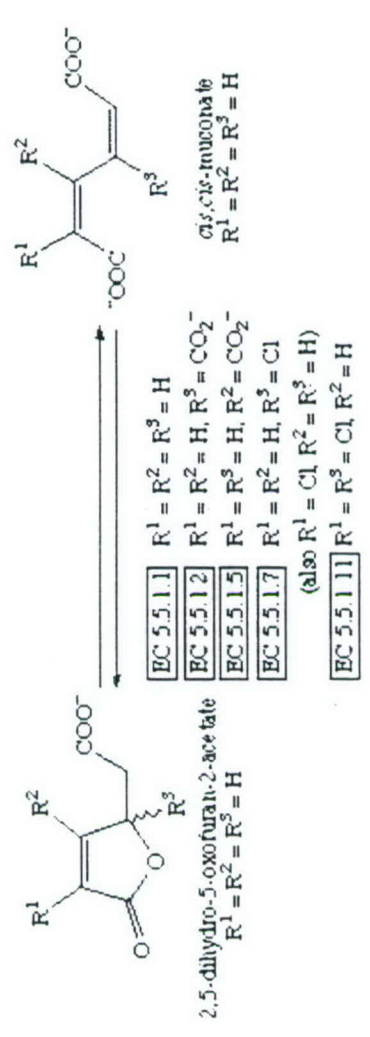 R¹ R²
O O R³ COO⁻
2,5-dihydro-5-oxofuran-2-acetate
R¹ = R² = R³ = H
EC 5.5.1.1 R¹ = R² = R³ = H
EC 5.5.1.2 R¹ = R² = H, R³ = CO₂⁻
EC 5.5.1.5 R¹ = R³ = H, R² = CO₂⁻
EC 5.5.1.7 R¹ = R² = H, R³ = Cl
(also R¹ = Cl, R² = R³ = H)
EC 5.5.1.11 R¹ = R³ = Cl, R² = H
R¹ R²
⁻OOC R³ COO⁻
cis,cis-muconate
R¹ = R² = R³ = H